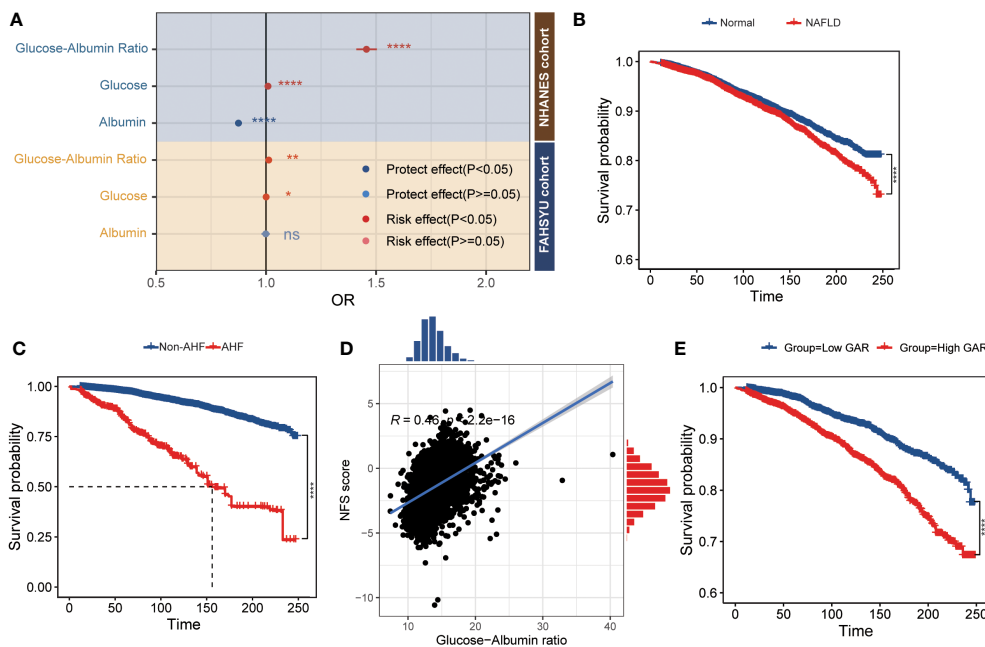 A
Glucose-Albumin Ratio
****
Glucose
****
Albumin
****
Glucose-Albumin Ratio
**
Glucose
*
Albumin
ns
Protect effect(P<0.05)
Protect effect(P>=0.05)
Risk effect(P<0.05)
Risk effect(P>=0.05)
NHANES cohort
FAHSYU cohort
0.5 1.0 1.5 2.0
OR
B
Normal NAFLD
1.0
0.9
0.8
0.7
0.6
Survival probability
****
0 50 100 150 200 250
Time
C
Non-AHF AHF
1.00
0.75
0.50
0.25
0.00
Survival probability
****
0 50 100 150 200 250
Time
D
R = 0.46, p < 2.2e-16
5
0
−5
−10
NFS score
10 20 30 40
Glucose−Albumin ratio
E
Group=Low GAR Group=High GAR
1.0
0.9
0.8
0.7
0.6
Survival probability
****
0 50 100 150 200 250
Time